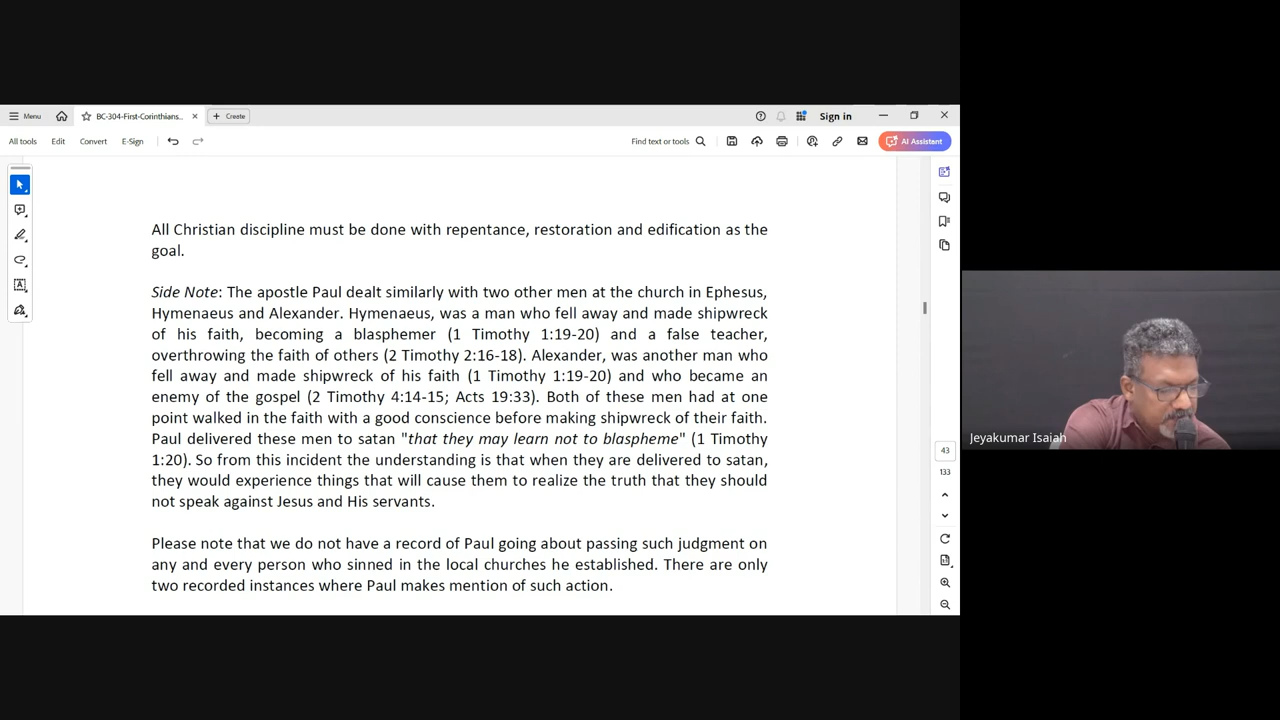 Menu
BC-304-First-Corinthians...
Create
Sign in
All tools
Edit
Convert
E-Sign
Find text or tools
AI Assistant
All Christian discipline must be done with repentance, restoration and edification as the
goal.
Side Note: The apostle Paul dealt similarly with two other men at the church in Ephesus,
Hymenaeus and Alexander. Hymenaeus, was a man who fell away and made shipwreck
of his faith, becoming a blasphemer (1 Timothy 1:19-20) and a false teacher,
overthrowing the faith of others (2 Timothy 2:16-18). Alexander, was another man who
fell away and made shipwreck of his faith (1 Timothy 1:19-20) and who became an
enemy of the gospel (2 Timothy 4:14-15; Acts 19:33). Both of these men had at one
point walked in the faith with a good conscience before making shipwreck of their faith.
Paul delivered these men to satan "that they may learn not to blaspheme" (1 Timothy
1:20). So from this incident the understanding is that when they are delivered to satan,
they would experience things that will cause them to realize the truth that they should
not speak against Jesus and His servants.
Please note that we do not have a record of Paul going about passing such judgment on
any and every person who sinned in the local churches he established. There are only
two recorded instances where Paul makes mention of such action.
43
133
Jeyakumar Isaiah